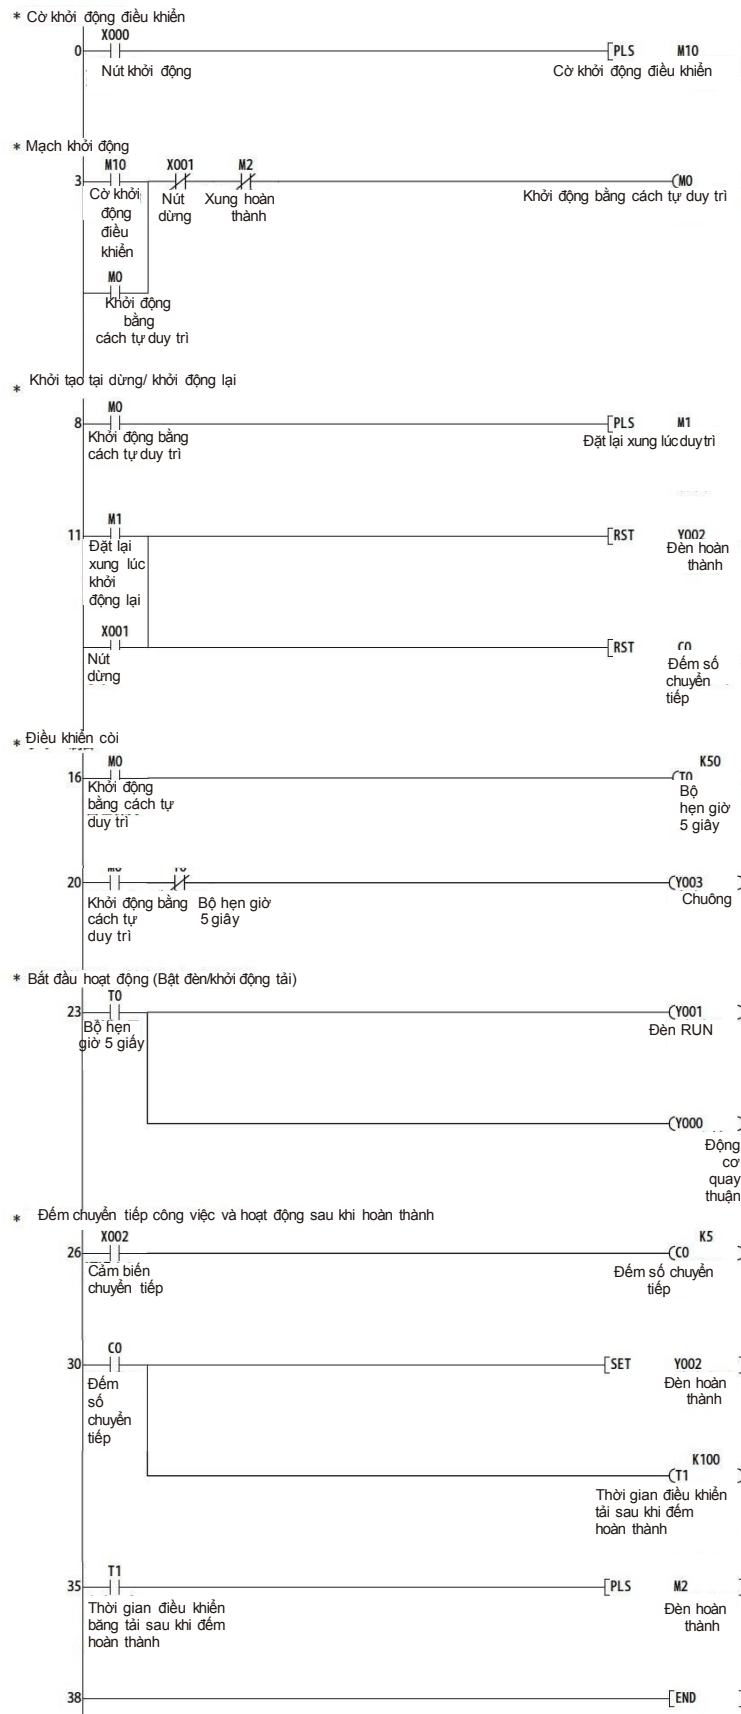 * Cờ khởi động điều khiển
X000
0 [PLS M10
Nút khởi động Cờ khởi động điều khiển
* Mạch khởi động
M10 X001 M2
3 (M0
Cờ khởi động điều khiển
Nút dừng
Xung hoàn thành
Khởi động bằng cách tự duy trì
M0
Khởi động
bằng
cách tự duy trì
* Khởi tạo tại dừng/ khởi động lại
M0
8 [PLS M1
Khởi động bằng
cách tự duy trì
Đặt lại xung lúc duy trì
M1
11 [RST Y002
Đặt lại
xung lúc
khởi
động lại
Đèn hoàn
thành
X001
[RST C0
Nút
dừng
Đếm số
chuyển
tiếp
* Điều khiển còi
M0 K50
16 (T0
Khởi động
bằng cách tự
duy trì
Bộ
hẹn giờ
5 giây
20 (Y003 )
Khởi động bằng
cách tự
duy trì
Bộ hẹn giờ
5 giây
Chuông
* Bắt đầu hoạt động (Bật đèn/khởi động tải)
T0
23 (Y001 )
Bộ hẹn
giờ 5 giấy
Đèn RUN
(Y000 )
Động
cơ
quay
thuận
* Đếm chuyển tiếp công việc và hoạt động sau khi hoàn thành
X002 K5
26 (C0 )
Cảm biến
chuyển tiếp
Đếm số chuyển
tiếp
C0
30 [SET Y002 ]
Đếm
số
chuyển
tiếp
Đèn hoàn
thành
K100
(T1 )
Thời gian điều khiển
tải sau khi đếm
hoàn thành
T1
35 [PLS M2 ]
Thời gian điều khiển
băng tải sau khi đếm
hoàn thành
Đèn hoàn
thành
38 [END ]